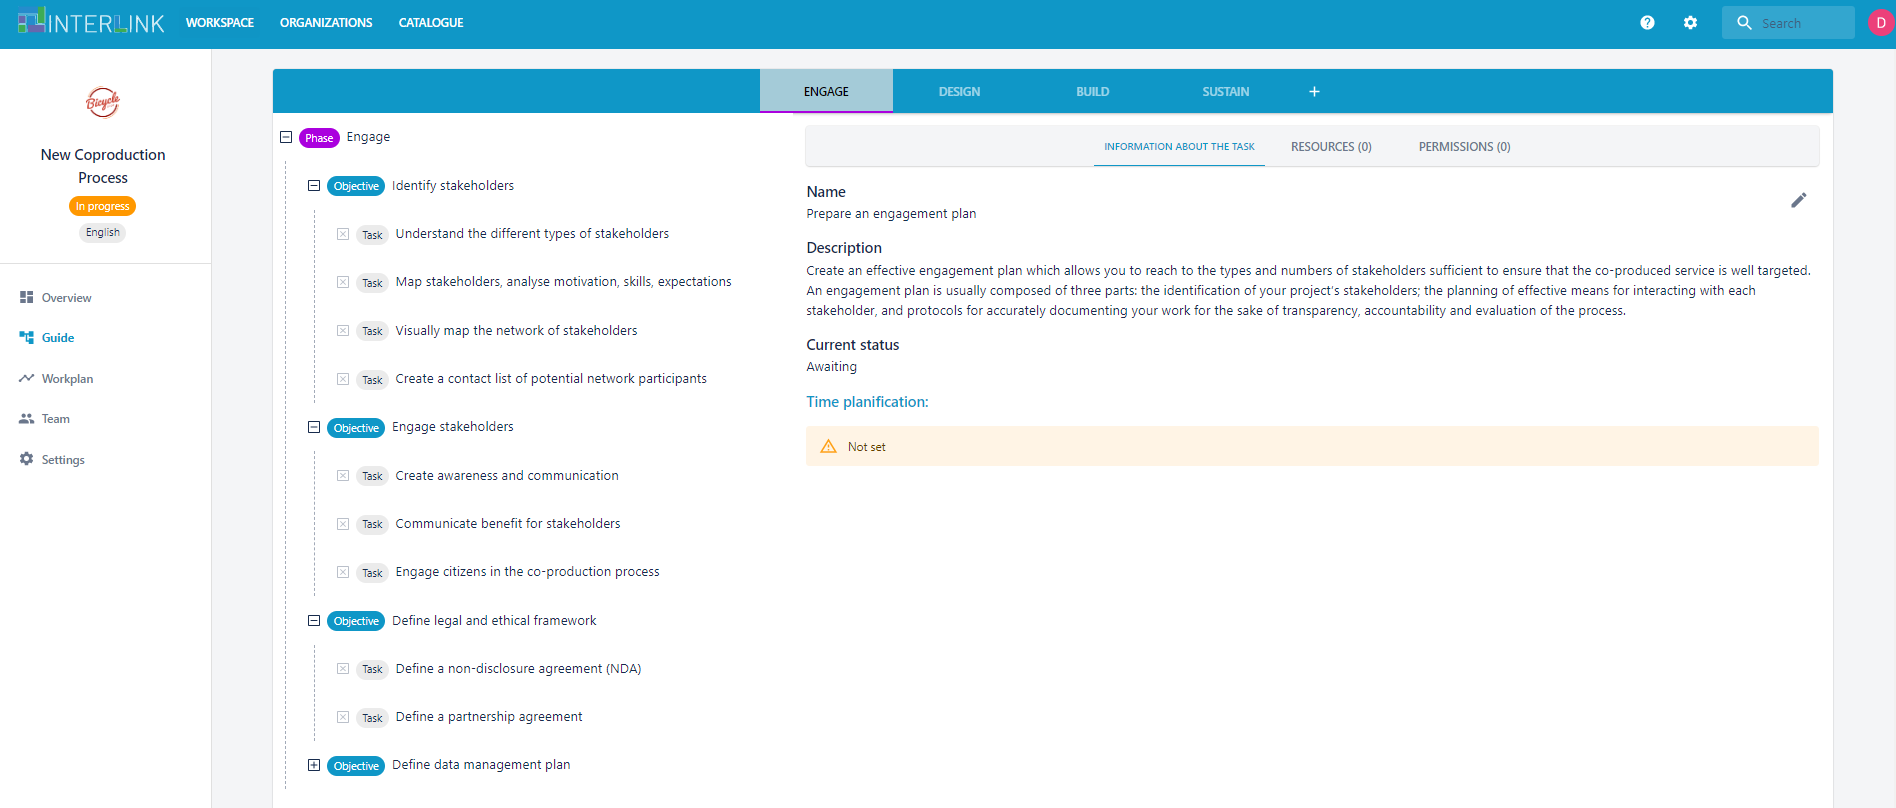 INTERLINK
WORKSPACE
ORGANIZATIONS
CATALOGUE
Search
D
Bicycle
New Coproduction
Process
In progress
English
Overview
Guide
Workplan
Team
Settings
ENGAGE
DESIGN
BUILD
SUSTAIN
+
Phase Engage
Objective Identify stakeholders
Task Understand the different types of stakeholders
Task Map stakeholders, analyse motivation, skills, expectations
Task Visually map the network of stakeholders
Task Create a contact list of potential network participants
Objective Engage stakeholders
Task Create awareness and communication
Task Communicate benefit for stakeholders
Task Engage citizens in the co-production process
Objective Define legal and ethical framework
Task Define a non-disclosure agreement (NDA)
Task Define a partnership agreement
Objective Define data management plan
INFORMATION ABOUT THE TASK
RESOURCES (0)
PERMISSIONS (0)
Name
Prepare an engagement plan
Description
Create an effective engagement plan which allows you to reach to the types and numbers of stakeholders sufficient to ensure that the co-produced service is well targeted.
An engagement plan is usually composed of three parts: the identification of your project's stakeholders; the planning of effective means for interacting with each
stakeholder, and protocols for accurately documenting your work for the sake of transparency, accountability and evaluation of the process.
Current status
Awaiting
Time planification:
Not set